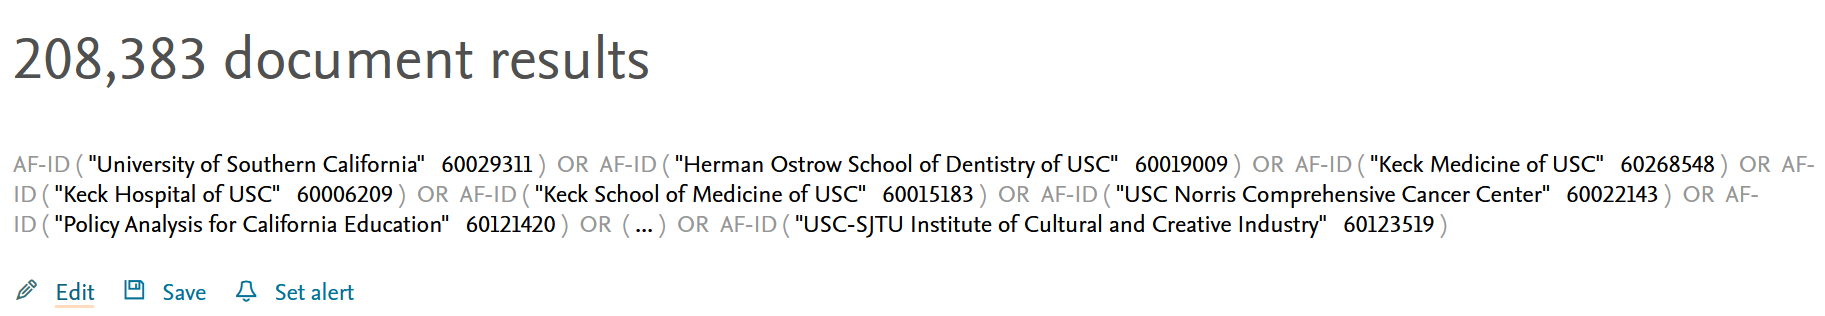 208,383 document results
AF-ID ( "University of Southern California" 60029311 ) OR AF-ID ( "Herman Ostrow School of Dentistry of USC" 60019009 ) OR AF-ID ( "Keck Medicine of USC" 60268548 ) OR AF-
ID ( "Keck Hospital of USC" 60006209 ) OR AF-ID ( "Keck School of Medicine of USC" 60015183 ) OR AF-ID ( "USC Norris Comprehensive Cancer Center" 60022143 ) OR AF-
ID ( "Policy Analysis for California Education" 60121420 ) OR ( ... ) OR AF-ID ( "USC-SJTU Institute of Cultural and Creative Industry" 60123519 )
Edit Save Set alert